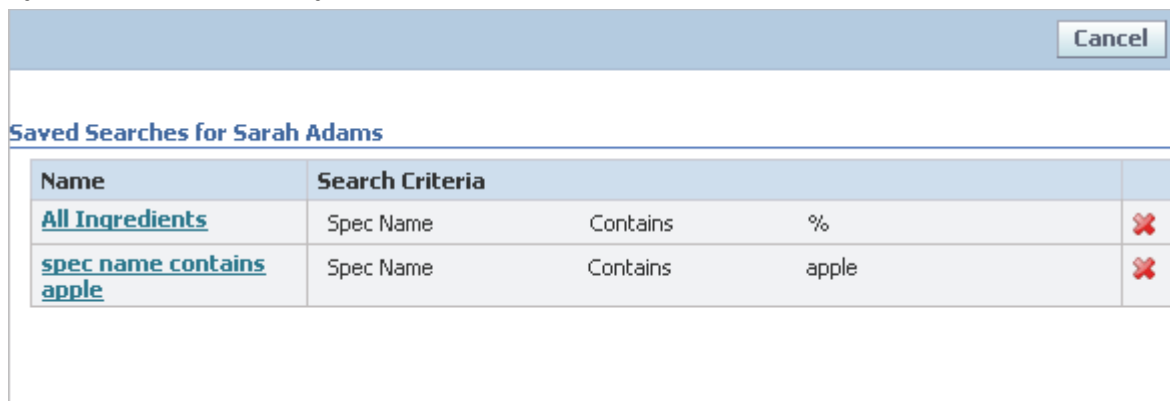 Cancel
Saved Searches for Sarah Adams
Name Search Criteria
All Ingredients Spec Name Contains %
spec name contains Spec Name Contains apple
apple